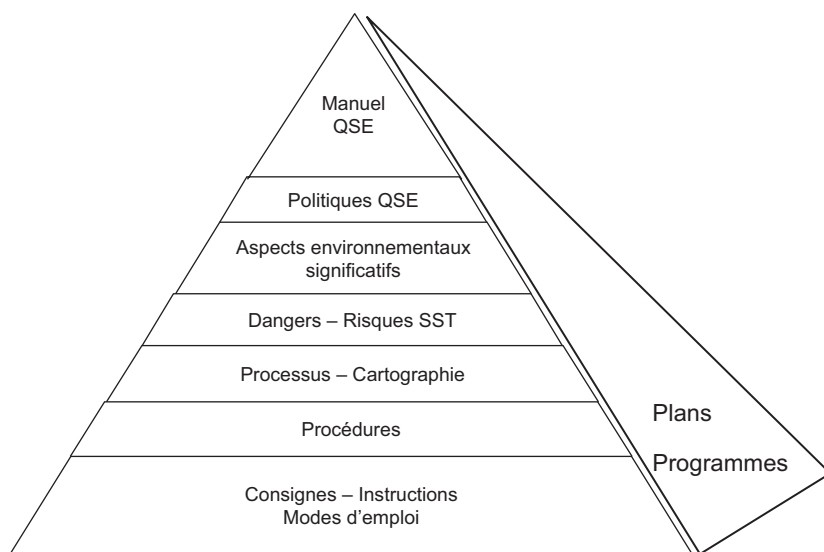 Manuel
QSE
Politiques QSE
Aspects environnementaux
significatifs
Dangers – Risques SST
Processus – Cartographie
Procédures
Consignes – Instructions
Modes d’emploi
Plans
Programmes